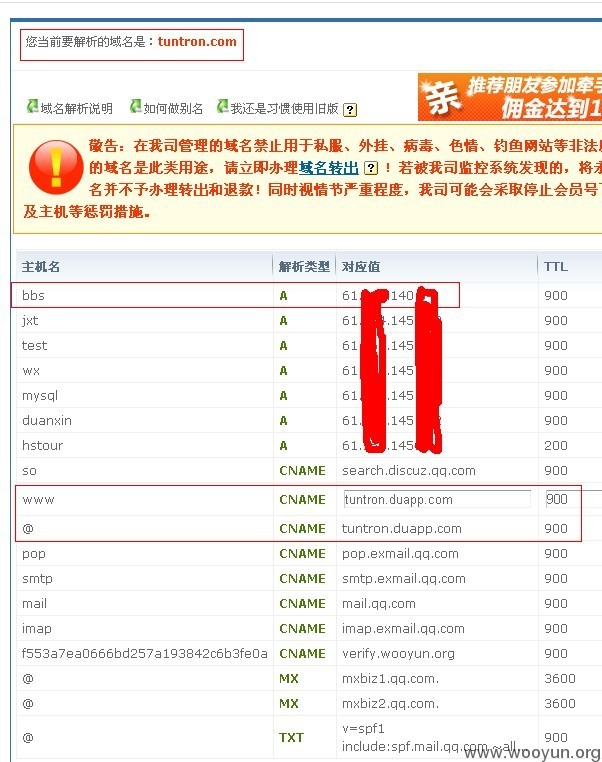 您当前要解析的域名是：tuntron.com
域名解析说明 如何做别名 我还是习惯使用旧版 ?
亲 推荐朋友参加牵手
佣金达到1
敬告：在我司管理的域名禁止用于私服、外挂、病毒、色情、钓鱼网站等非法
的域名是此类用途，请立即办理域名转出 ? ！若被我司监控系统发现的，将永
名并不予办理转出和退款！同时视情节严重程度，我司可能会采取停止会员号
及主机等惩罚措施。
主机名 解析类型 对应值 TTL
bbs A 61. .140 900
jxt A 61. .145 900
test A 61. .145 900
wx A 61. .145 900
mysql A 61. .145 900
duanxin A 61. .145 900
hstour A 61. .145 200
so CNAME search.discuz.qq.com 900
www CNAME tuntron.duapp.com 900
@ CNAME tuntron.duapp.com 900
pop CNAME pop.exmail.qq.com 900
smtp CNAME smtp.exmail.qq.com 900
mail CNAME mail.qq.com 900
imap CNAME imap.exmail.qq.com 900
f553a7ea0666bd257a193842c6b3fe0a CNAME verify.wooyun.org 900
@ MX mxbiz1.qq.com. 3600
@ MX mxbiz2.qq.com. 3600
@ TXT v=spf1 include:spf.mail.qq.com ~all 900
www.wooyun.org